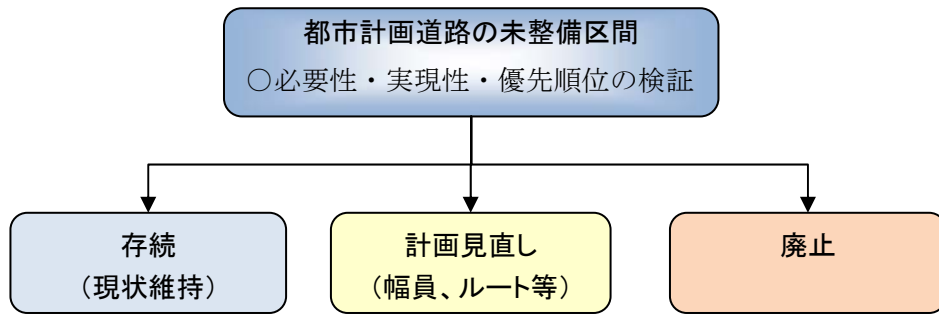 都市計画道路の未整備区間
○必要性・実現性・優先順位の検証
存続
（現状維持）
計画見直し
（幅員、ルート等）
廃止